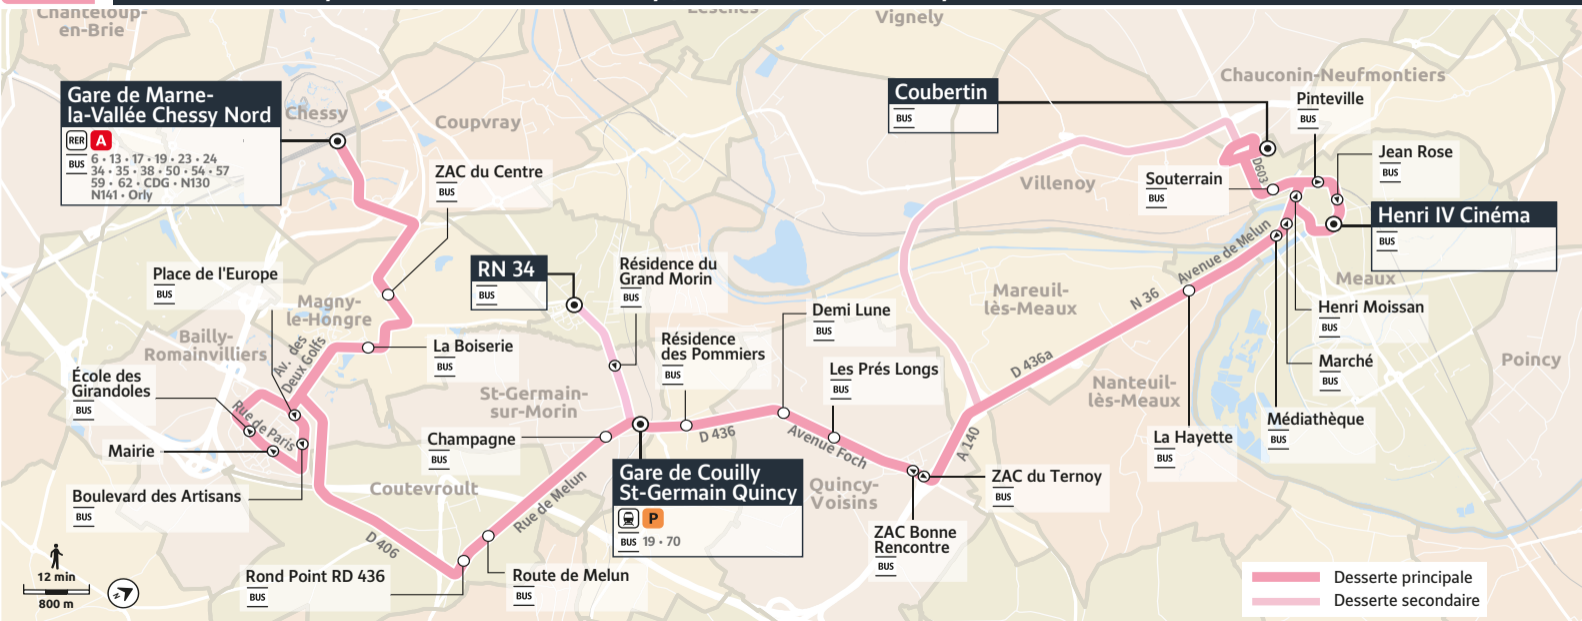 Chanteloup-
en-Brie
Lesches
Vignely
Chauconin-Neufmontiers
Gare de Marne-
la-Vallée Chessy Nord
RER A
BUS
6 • 13 • 17 • 19 • 23 • 24
34 • 35 • 38 • 50 • 54 • 57
59 • 62 • CDG • N130
N141 • Orly
Chessy
Coupvray
Coubertin
BUS
Pinteville
BUS
Jean Rose
BUS
ZAC du Centre
BUS
Villenoy
Souterrain
BUS
D603
Henri IV Cinéma
BUS
Place de l'Europe
BUS
RN 34
BUS
Résidence du
Grand Morin
BUS
Magny-
le-Hongre
Bailly-
Romainvilliers
Av. des
Deux Golfs
La Boiserie
BUS
Résidence
des Pommiers
BUS
Demi Lune
BUS
Les Prés Longs
BUS
Mareuil-
lès-Meaux
N 36
Avenue de Melun
Meaux
Henri Moissan
BUS
Marché
BUS
Poincy
École des
Girandoles
BUS
Rue de Paris
Mairie
Boulevard des Artisans
BUS
St-Germain-
sur-Morin
Champagne
BUS
D 436
Avenue Foch
D 436a
Nanteuil-
lès-Meaux
Médiathèque
BUS
La Hayette
BUS
A 140
Coutevroult
Rue de Melun
Gare de Couilly
St-Germain Quincy
P
BUS 19 • 70
Quincy-
Voisins
ZAC du Ternoy
BUS
ZAC Bonne
Rencontre
BUS
D 406
Rond Point RD 436
BUS
Route de Melun
BUS
12 min
800 m
N
Desserte principale
Desserte secondaire